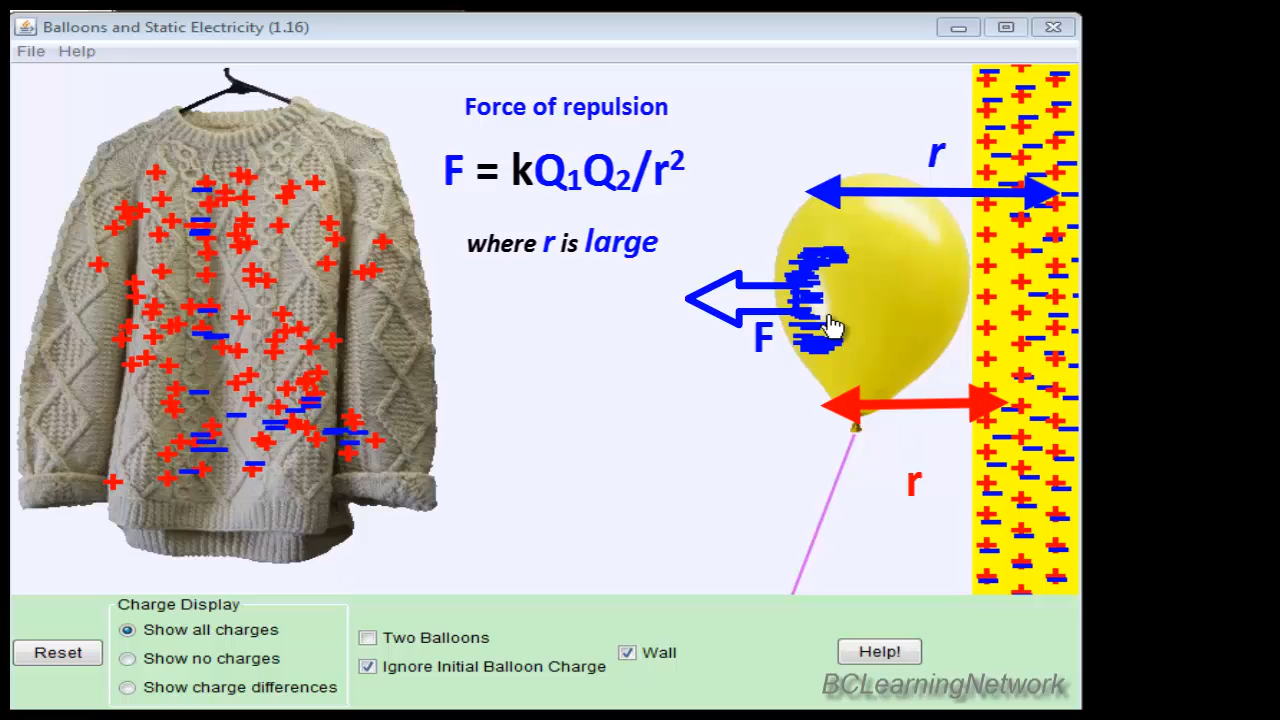 Balloons and Static Electricity (1.16)
File Help
Force of repulsion
F = kQ₁Q₂/r²
where r is large
r
F
r
Charge Display
Show all charges
Show no charges
Show charge differences
Reset
Two Balloons
Ignore Initial Balloon Charge
Wall
Help!
BCLearningNetwork